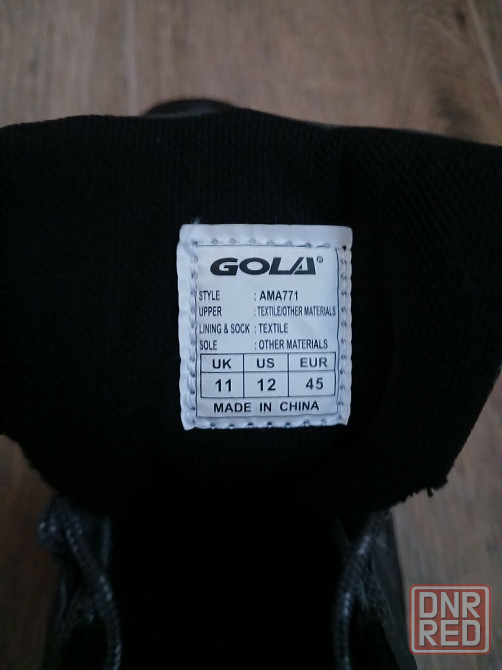 GOLA®
STYLE : AMA771
UPPER : TEXTILE/OTHER MATERIALS
LINING & SOCK : TEXTILE
SOLE : OTHER MATERIALS
UK US EUR
11 12 45
MADE IN CHINA
DNR
RED